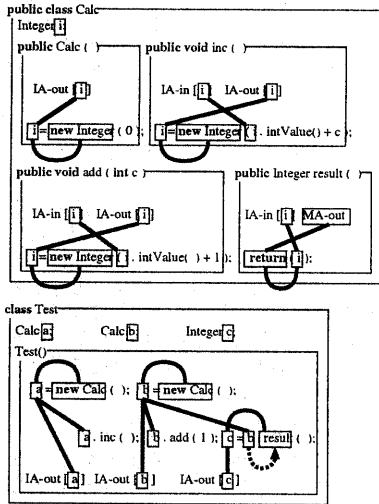 public class Calc
Integer i;
public Calc ( )
public void inc (
IA-out [ i ]
IA-in [ i ] IA-out [ i ]
i = new Integer ( 0 );
i = new Integer ( i . intValue() + c );
public void add ( int c )
public Integer result (
IA-in [ i ] IA-out [ i ]
IA-in [ i ] MA-out
i = new Integer ( i . intValue( ) + 1 );
return ( i );
class Test
Calc a; Calc b; Integer c;
Test()
a = new Calc ( ); b = new Calc ( );
a . inc ( ); b . add ( 1 ); c = b result ( );
IA-out [ a ] IA-out [ b ] IA-out [ c ]